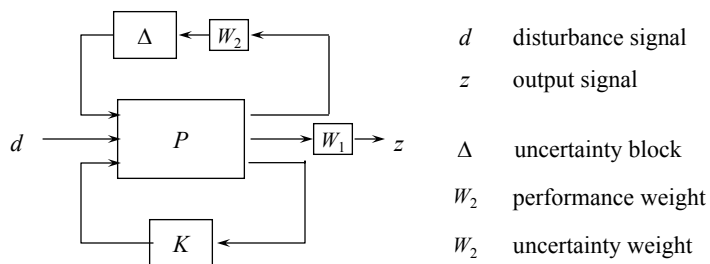 Δ
W₂
d
P
W₁
z
K
d disturbance signal
z output signal
Δ uncertainty block
W₂ performance weight
W₂ uncertainty weight